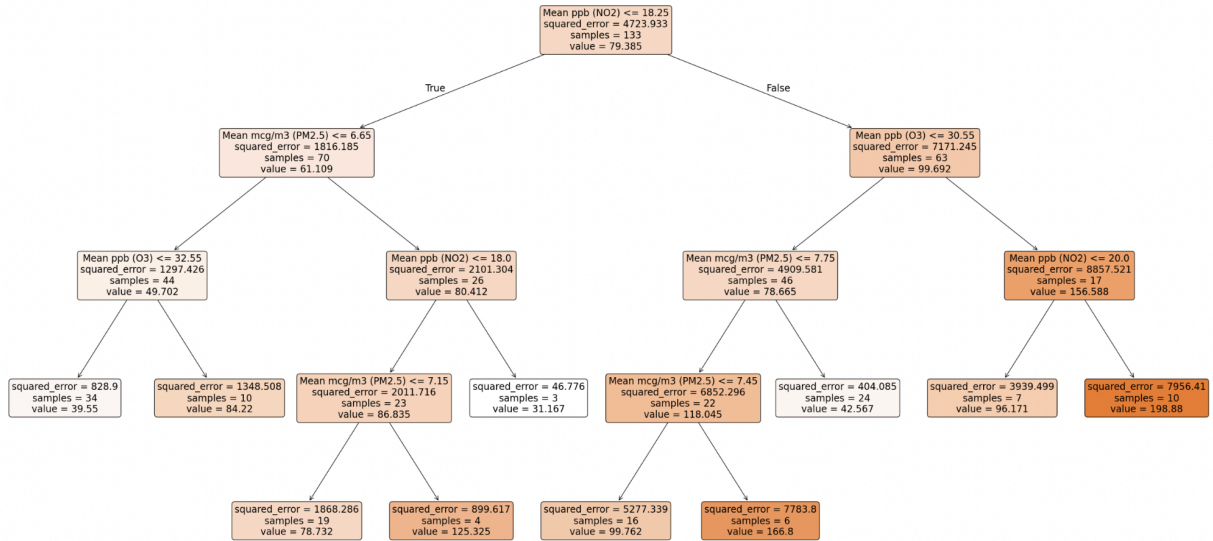 Mean ppb (NO2) <= 18.25
squared_error = 4723.933
samples = 133
value = 79.385
True
False
Mean mcg/m3 (PM2.5) <= 6.65
squared_error = 1816.185
samples = 70
value = 61.109
Mean ppb (O3) <= 30.55
squared_error = 7171.245
samples = 63
value = 99.692
Mean ppb (O3) <= 32.55
squared_error = 1297.426
samples = 44
value = 49.702
Mean ppb (NO2) <= 18.0
squared_error = 2101.304
samples = 26
value = 80.412
Mean mcg/m3 (PM2.5) <= 7.75
squared_error = 4909.581
samples = 46
value = 78.665
Mean ppb (NO2) <= 20.0
squared_error = 8857.521
samples = 17
value = 156.588
squared_error = 828.9
samples = 34
value = 39.55
squared_error = 1348.508
samples = 10
value = 84.22
Mean mcg/m3 (PM2.5) <= 7.15
squared_error = 2011.716
samples = 23
value = 86.835
squared_error = 46.776
samples = 3
value = 31.167
Mean mcg/m3 (PM2.5) <= 7.45
squared_error = 6852.296
samples = 22
value = 118.045
squared_error = 404.085
samples = 24
value = 42.567
squared_error = 3939.499
samples = 7
value = 96.171
squared_error = 7956.41
samples = 10
value = 198.88
squared_error = 1868.286
samples = 19
value = 78.732
squared_error = 899.617
samples = 4
value = 125.325
squared_error = 5277.339
samples = 16
value = 99.762
squared_error = 7783.8
samples = 6
value = 166.8